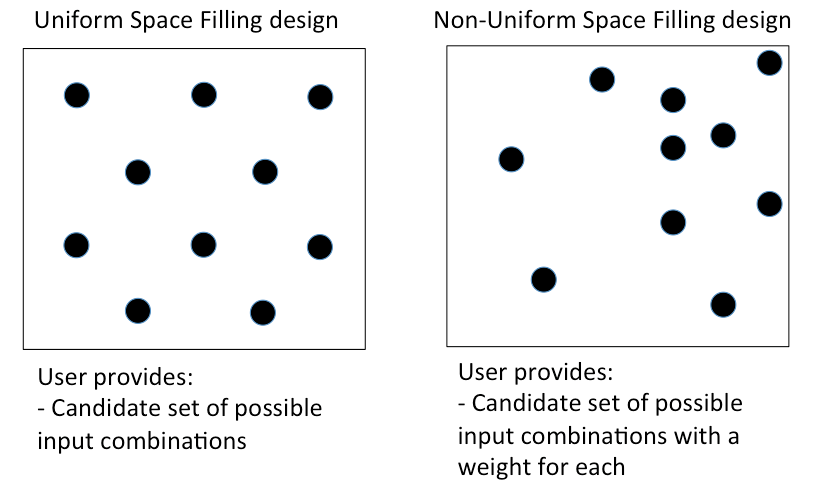 Uniform Space Filling design
Non-Uniform Space Filling design
User provides:
- Candidate set of possible
input combinations
User provides:
- Candidate set of possible
input combinations with a
weight for each